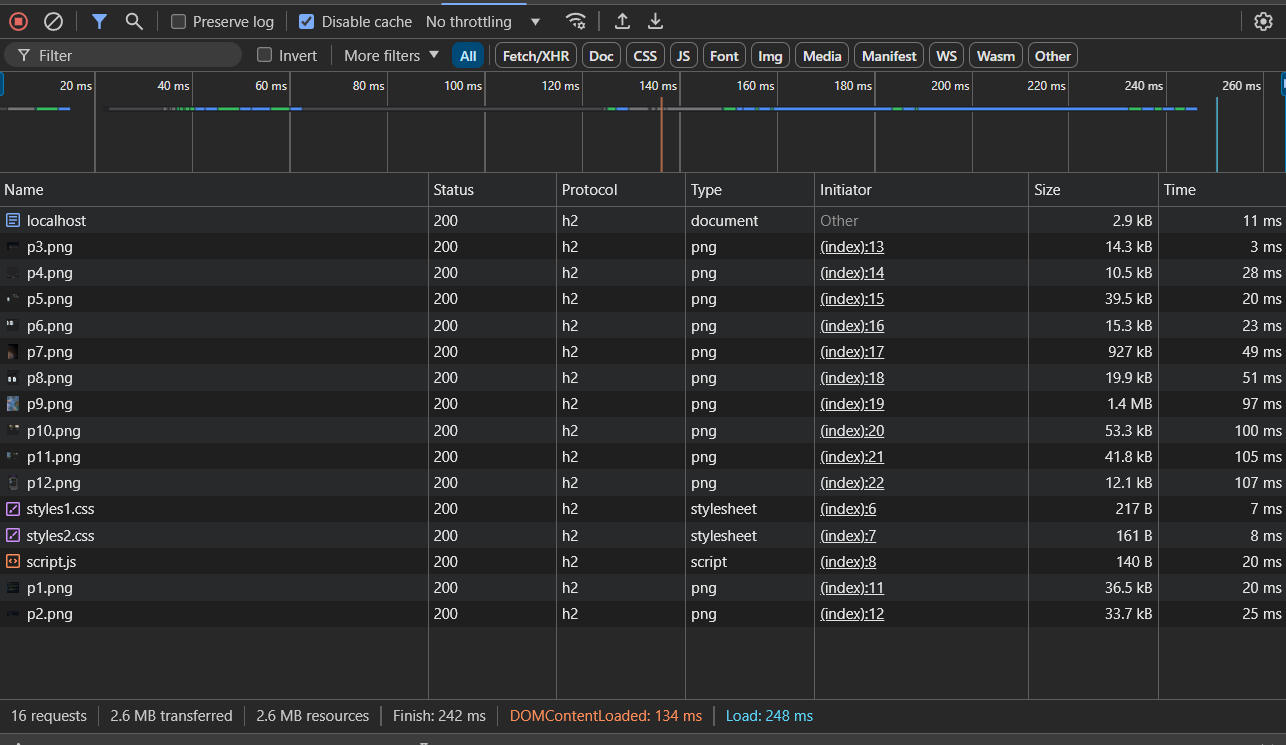 Preserve log Disable cache No throttling
Filter Invert More filters All Fetch/XHR Doc CSS JS Font Img Media Manifest WS Wasm Other
20 ms 40 ms 60 ms 80 ms 100 ms 120 ms 140 ms 160 ms 180 ms 200 ms 220 ms 240 ms 260 ms
Name Status Protocol Type Initiator Size Time
localhost 200 h2 document Other 2.9 kB 11 ms
p3.png 200 h2 png (index):13 14.3 kB 3 ms
p4.png 200 h2 png (index):14 10.5 kB 28 ms
p5.png 200 h2 png (index):15 39.5 kB 20 ms
p6.png 200 h2 png (index):16 15.3 kB 23 ms
p7.png 200 h2 png (index):17 927 kB 49 ms
p8.png 200 h2 png (index):18 19.9 kB 51 ms
p9.png 200 h2 png (index):19 1.4 MB 97 ms
p10.png 200 h2 png (index):20 53.3 kB 100 ms
p11.png 200 h2 png (index):21 41.8 kB 105 ms
p12.png 200 h2 png (index):22 12.1 kB 107 ms
styles1.css 200 h2 stylesheet (index):6 217 B 7 ms
styles2.css 200 h2 stylesheet (index):7 161 B 8 ms
script.js 200 h2 script (index):8 140 B 20 ms
p1.png 200 h2 png (index):11 36.5 kB 20 ms
p2.png 200 h2 png (index):12 33.7 kB 25 ms
16 requests 2.6 MB transferred 2.6 MB resources Finish: 242 ms DOMContentLoaded: 134 ms Load: 248 ms